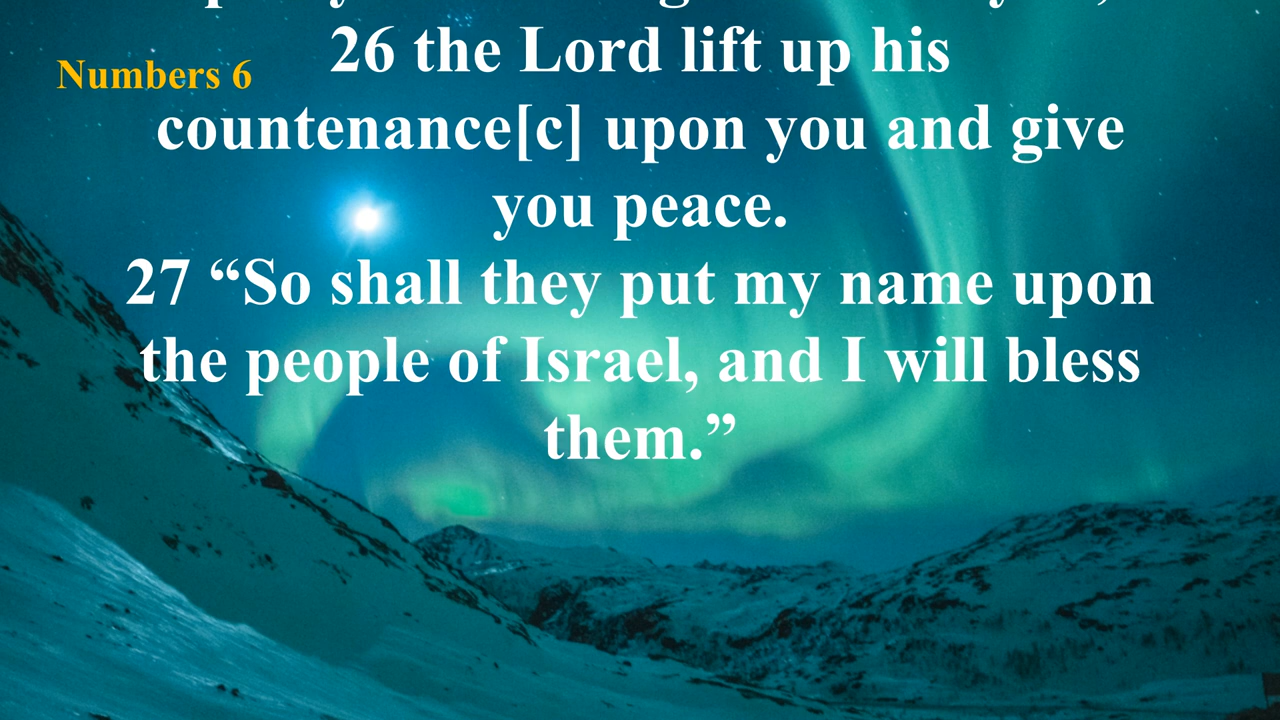 26 the Lord lift up his
Numbers 6
countenance[c] upon you and give
you peace.
27 “So shall they put my name upon
the people of Israel, and I will bless
them.”